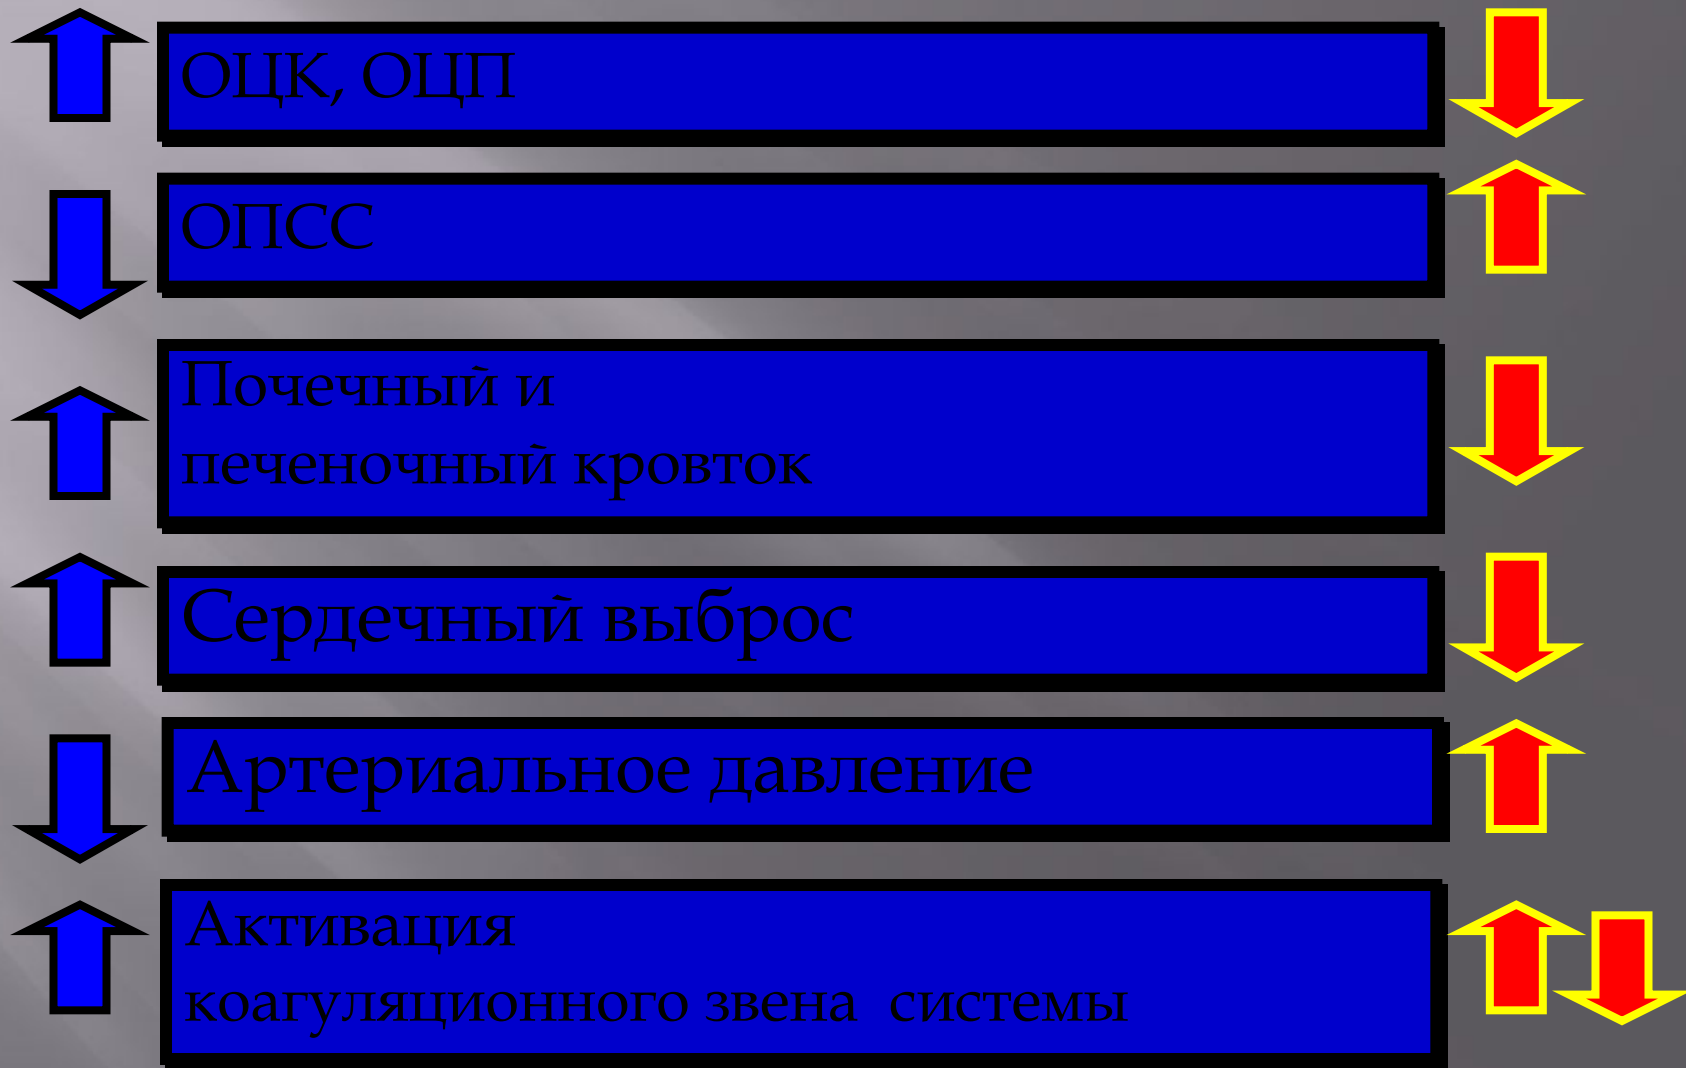 ОЦК, ОЦП
ОПСС
Почечный и
печеночный кровток
Сердечный выброс
Артериальное давление
Активация
коагуляционного звена системы